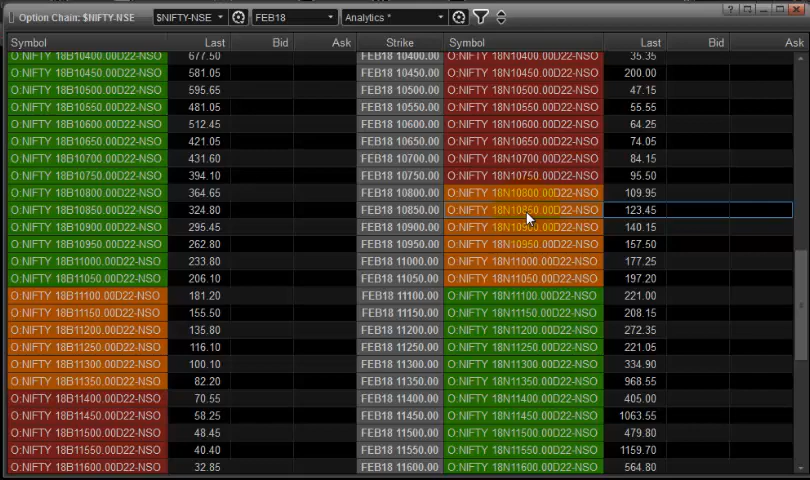 Option Chain: $NIFTY-NSE $NIFTY-NSE FEB18 Analytics *
Symbol Last Bid Ask Strike Symbol Last Bid Ask
O:NIFTY 18B10400.00D22-NSO 677.50 FEB18 10400.00 O:NIFTY 18N10400.00D22-NSO 35.35
O:NIFTY 18B10450.00D22-NSO 581.05 FEB18 10450.00 O:NIFTY 18N10450.00D22-NSO 200.00
O:NIFTY 18B10500.00D22-NSO 595.65 FEB18 10500.00 O:NIFTY 18N10500.00D22-NSO 47.15
O:NIFTY 18B10550.00D22-NSO 481.05 FEB18 10550.00 O:NIFTY 18N10550.00D22-NSO 55.55
O:NIFTY 18B10600.00D22-NSO 512.45 FEB18 10600.00 O:NIFTY 18N10600.00D22-NSO 64.25
O:NIFTY 18B10650.00D22-NSO 421.05 FEB18 10650.00 O:NIFTY 18N10650.00D22-NSO 74.05
O:NIFTY 18B10700.00D22-NSO 431.60 FEB18 10700.00 O:NIFTY 18N10700.00D22-NSO 84.15
O:NIFTY 18B10750.00D22-NSO 394.10 FEB18 10750.00 O:NIFTY 18N10750.00D22-NSO 95.50
O:NIFTY 18B10800.00D22-NSO 364.65 FEB18 10800.00 O:NIFTY 18N10800.00D22-NSO 109.95
O:NIFTY 18B10850.00D22-NSO 324.80 FEB18 10850.00 O:NIFTY 18N10850.00D22-NSO 123.45
O:NIFTY 18B10900.00D22-NSO 295.45 FEB18 10900.00 O:NIFTY 18N10900.00D22-NSO 140.15
O:NIFTY 18B10950.00D22-NSO 262.80 FEB18 10950.00 O:NIFTY 18N10950.00D22-NSO 157.50
O:NIFTY 18B11000.00D22-NSO 233.80 FEB18 11000.00 O:NIFTY 18N11000.00D22-NSO 177.25
O:NIFTY 18B11050.00D22-NSO 206.10 FEB18 11050.00 O:NIFTY 18N11050.00D22-NSO 197.20
O:NIFTY 18B11100.00D22-NSO 181.20 FEB18 11100.00 O:NIFTY 18N11100.00D22-NSO 221.00
O:NIFTY 18B11150.00D22-NSO 155.50 FEB18 11150.00 O:NIFTY 18N11150.00D22-NSO 208.15
O:NIFTY 18B11200.00D22-NSO 135.80 FEB18 11200.00 O:NIFTY 18N11200.00D22-NSO 272.35
O:NIFTY 18B11250.00D22-NSO 116.10 FEB18 11250.00 O:NIFTY 18N11250.00D22-NSO 221.05
O:NIFTY 18B11300.00D22-NSO 100.10 FEB18 11300.00 O:NIFTY 18N11300.00D22-NSO 334.90
O:NIFTY 18B11350.00D22-NSO 82.20 FEB18 11350.00 O:NIFTY 18N11350.00D22-NSO 968.55
O:NIFTY 18B11400.00D22-NSO 70.55 FEB18 11400.00 O:NIFTY 18N11400.00D22-NSO 405.00
O:NIFTY 18B11450.00D22-NSO 58.25 FEB18 11450.00 O:NIFTY 18N11450.00D22-NSO 1063.55
O:NIFTY 18B11500.00D22-NSO 48.45 FEB18 11500.00 O:NIFTY 18N11500.00D22-NSO 479.80
O:NIFTY 18B11550.00D22-NSO 40.40 FEB18 11550.00 O:NIFTY 18N11550.00D22-NSO 1159.70
O:NIFTY 18B11600.00D22-NSO 32.85 FEB18 11600.00 O:NIFTY 18N11600.00D22-NSO 564.80